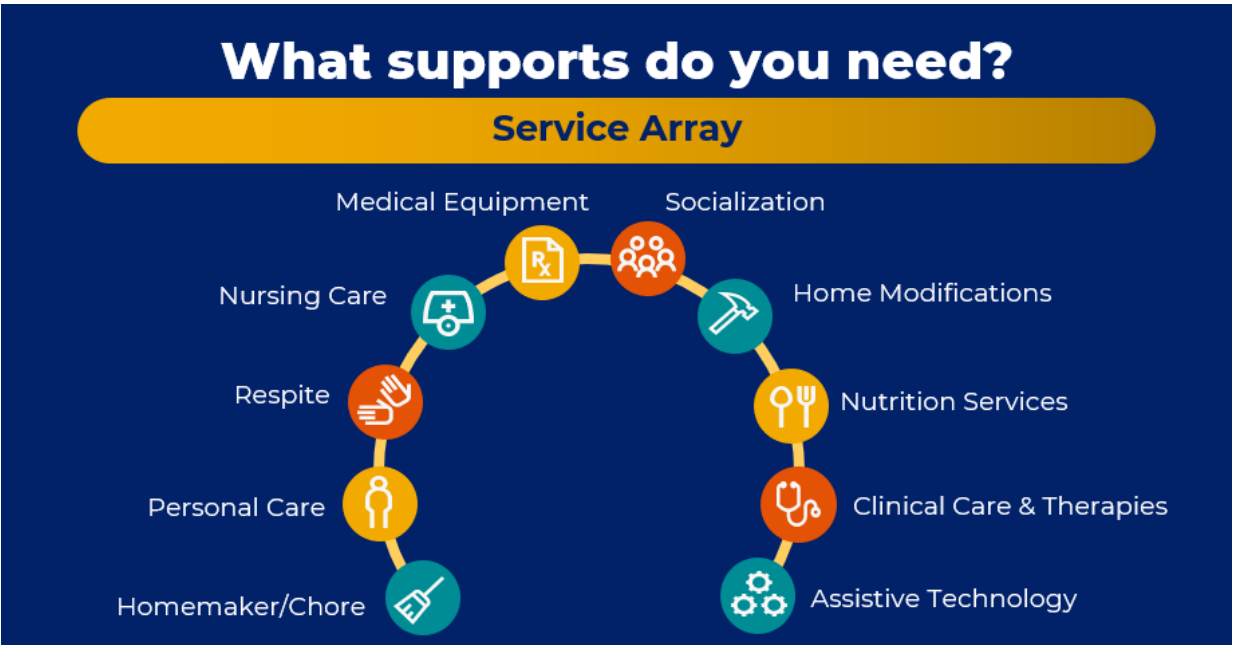 What supports do you need?
Service Array
Medical Equipment
Socialization
Nursing Care
Home Modifications
Respite
Nutrition Services
Personal Care
Clinical Care & Therapies
Homemaker/Chore
Assistive Technology
Rx